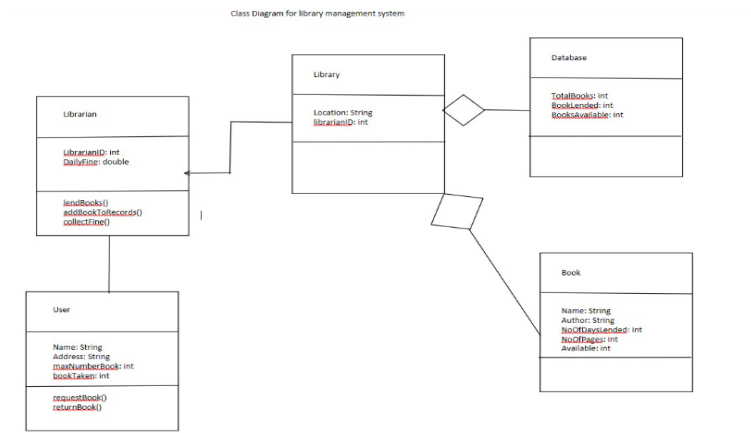 Class Diagram for library management system
Librarian
LibrarianID: int
DailyFine: double
lendBooks()
addBookToRecords()
collectFine()
User
Name: String
Address: String
maxNumberBook: int
bookTaken: int
requestBook()
returnBook()
Library
Location: String
librarianID: int
Database
TotalBooks: int
BookLended: int
BooksAvailable: int
Book
Name: String
Author: String
NoOfDaysLended: int
NoOfPages: int
Available: int